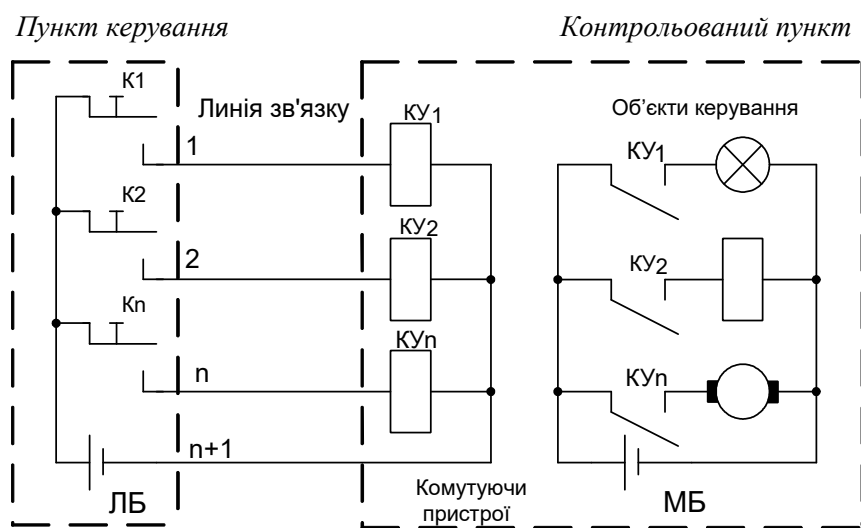 Пункт керування
Контрольований пункт
К1
Линія зв'язку
КУ1
Об’єкти керування
1
КУ1
К2
КУ2
2
КУ2
Кn
КУn
n
КУn
n+1
ЛБ
Комутуючи
пристрої
МБ